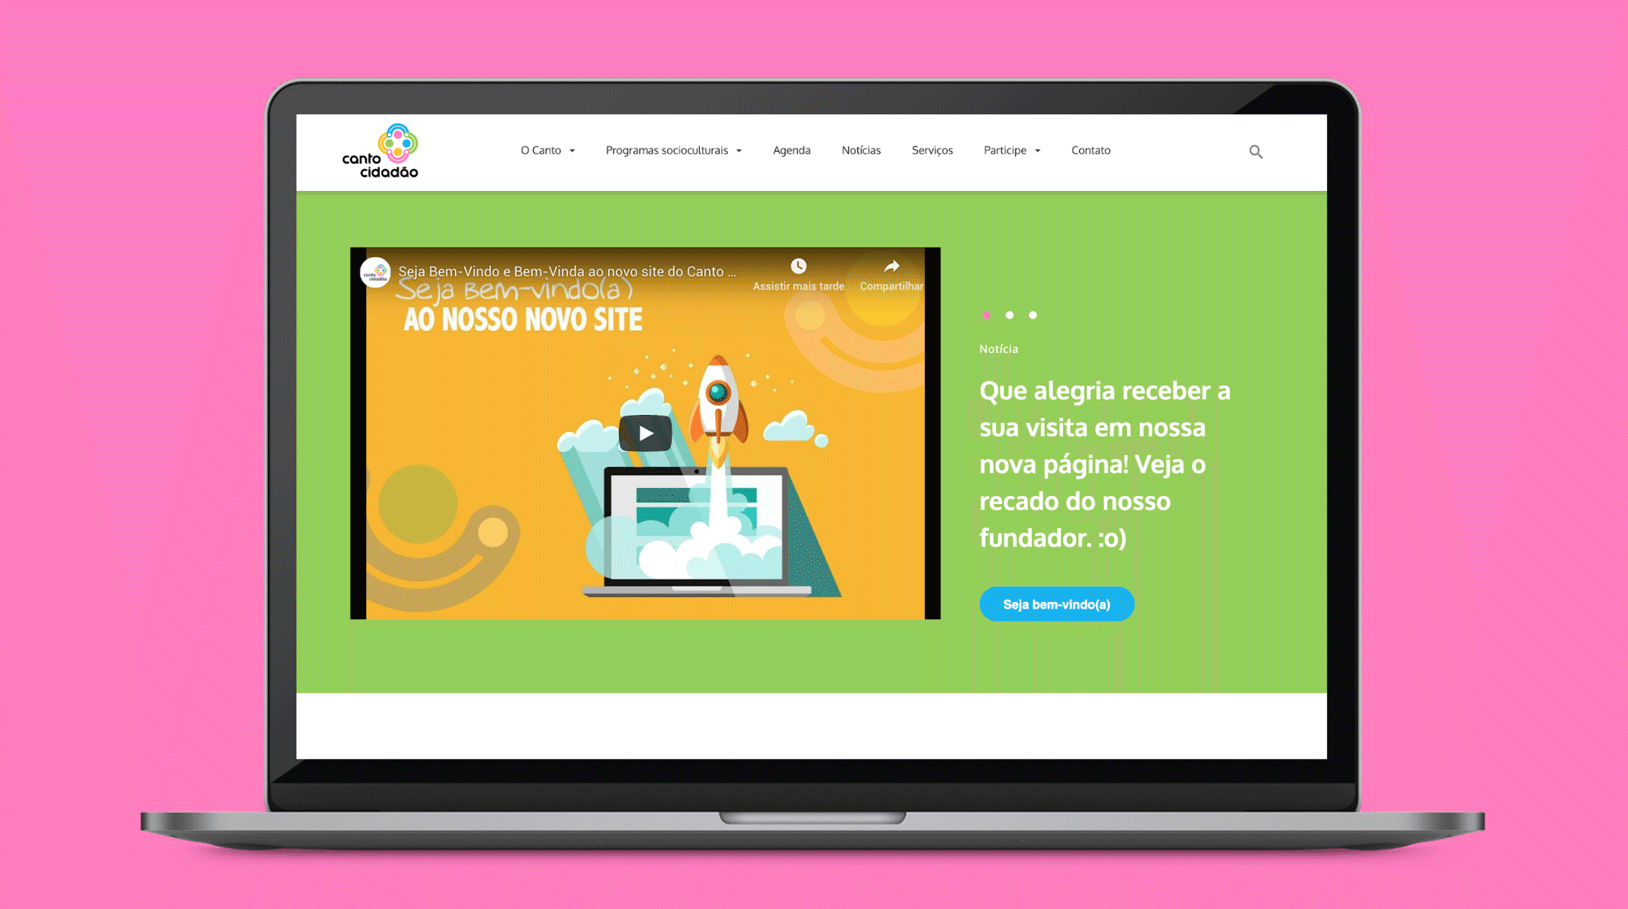 canto
cidadão
O Canto
Programas socioculturais
Agenda
Notícias
Serviços
Participe
Contato
canto
cidadão
Seja Bem-Vindo e Bem-Vinda ao novo site do Canto ...
Assistir mais tarde
Compartilhar
Seja Bem-vindo(a)
AO NOSSO NOVO SITE
Notícia
Que alegria receber a
sua visita em nossa
nova página! Veja o
recado do nosso
fundador. :o)
Seja bem-vindo(a)